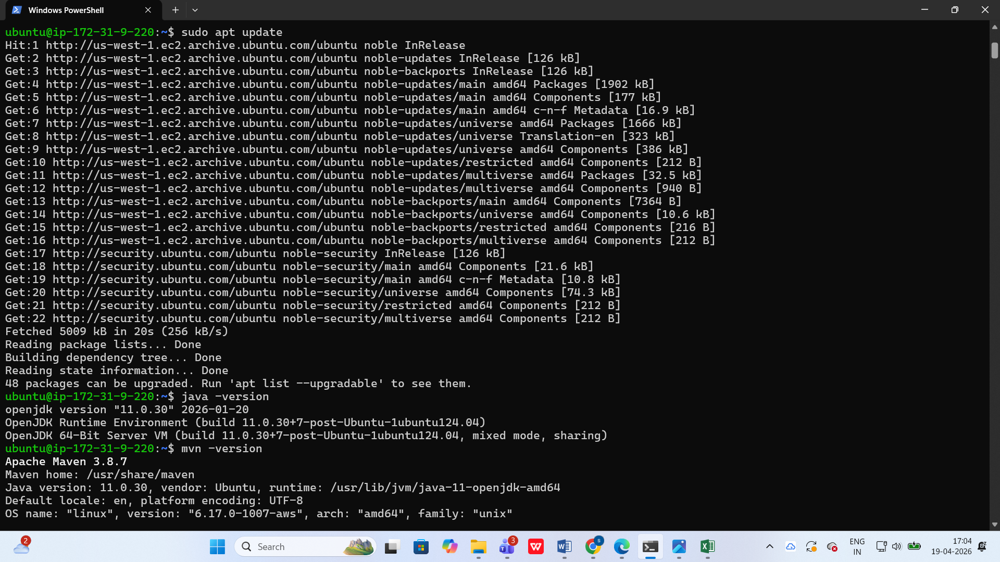 Windows PowerShell
ubuntu@ip-172-31-9-220:~$ sudo apt update
Hit:1 http://us-west-1.ec2.archive.ubuntu.com/ubuntu noble InRelease
Get:2 http://us-west-1.ec2.archive.ubuntu.com/ubuntu noble-updates InRelease [126 kB]
Get:3 http://us-west-1.ec2.archive.ubuntu.com/ubuntu noble-backports InRelease [126 kB]
Get:4 http://us-west-1.ec2.archive.ubuntu.com/ubuntu noble-updates/main amd64 Packages [1902 kB]
Get:5 http://us-west-1.ec2.archive.ubuntu.com/ubuntu noble-updates/main amd64 Components [177 kB]
Get:6 http://us-west-1.ec2.archive.ubuntu.com/ubuntu noble-updates/main amd64 c-n-f Metadata [16.9 kB]
Get:7 http://us-west-1.ec2.archive.ubuntu.com/ubuntu noble-updates/universe amd64 Packages [1666 kB]
Get:8 http://us-west-1.ec2.archive.ubuntu.com/ubuntu noble-updates/universe Translation-en [323 kB]
Get:9 http://us-west-1.ec2.archive.ubuntu.com/ubuntu noble-updates/universe amd64 Components [386 kB]
Get:10 http://us-west-1.ec2.archive.ubuntu.com/ubuntu noble-updates/restricted amd64 Components [212 B]
Get:11 http://us-west-1.ec2.archive.ubuntu.com/ubuntu noble-updates/multiverse amd64 Packages [32.5 kB]
Get:12 http://us-west-1.ec2.archive.ubuntu.com/ubuntu noble-updates/multiverse amd64 Components [940 B]
Get:13 http://us-west-1.ec2.archive.ubuntu.com/ubuntu noble-backports/main amd64 Components [7364 B]
Get:14 http://us-west-1.ec2.archive.ubuntu.com/ubuntu noble-backports/universe amd64 Components [10.6 kB]
Get:15 http://us-west-1.ec2.archive.ubuntu.com/ubuntu noble-backports/restricted amd64 Components [216 B]
Get:16 http://us-west-1.ec2.archive.ubuntu.com/ubuntu noble-backports/multiverse amd64 Components [212 B]
Get:17 http://security.ubuntu.com/ubuntu noble-security InRelease [126 kB]
Get:18 http://security.ubuntu.com/ubuntu noble-security/main amd64 Components [21.6 kB]
Get:19 http://security.ubuntu.com/ubuntu noble-security/main amd64 c-n-f Metadata [10.8 kB]
Get:20 http://security.ubuntu.com/ubuntu noble-security/universe amd64 Components [74.3 kB]
Get:21 http://security.ubuntu.com/ubuntu noble-security/restricted amd64 Components [212 B]
Get:22 http://security.ubuntu.com/ubuntu noble-security/multiverse amd64 Components [212 B]
Fetched 5009 kB in 20s (256 kB/s)
Reading package lists... Done
Building dependency tree... Done
Reading state information... Done
48 packages can be upgraded. Run 'apt list --upgradable' to see them.
ubuntu@ip-172-31-9-220:~$ java -version
openjdk version "11.0.30" 2026-01-20
OpenJDK Runtime Environment (build 11.0.30+7-post-Ubuntu-1ubuntu124.04)
OpenJDK 64-Bit Server VM (build 11.0.30+7-post-Ubuntu-1ubuntu124.04, mixed mode, sharing)
ubuntu@ip-172-31-9-220:~$ mvn -version
Apache Maven 3.8.7
Maven home: /usr/share/maven
Java version: 11.0.30, vendor: Ubuntu, runtime: /usr/lib/jvm/java-11-openjdk-amd64
Default locale: en, platform encoding: UTF-8
OS name: "linux", version: "6.17.0-1007-aws", arch: "amd64", family: "unix"
2
Search
3
S
ENG
IN
17:04
19-04-2026